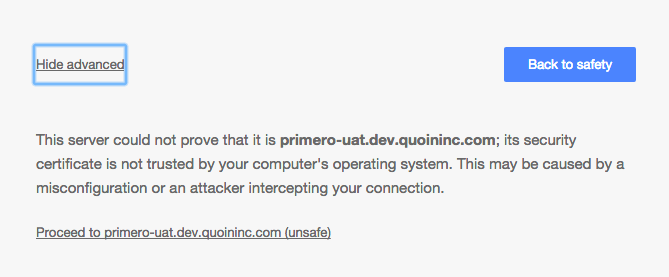 Hide advanced
Back to safety
This server could not prove that it is primero-uat.dev.quoininc.com; its security
certificate is not trusted by your computer's operating system. This may be caused by a
misconfiguration or an attacker intercepting your connection.
Proceed to primero-uat.dev.quoininc.com (unsafe)